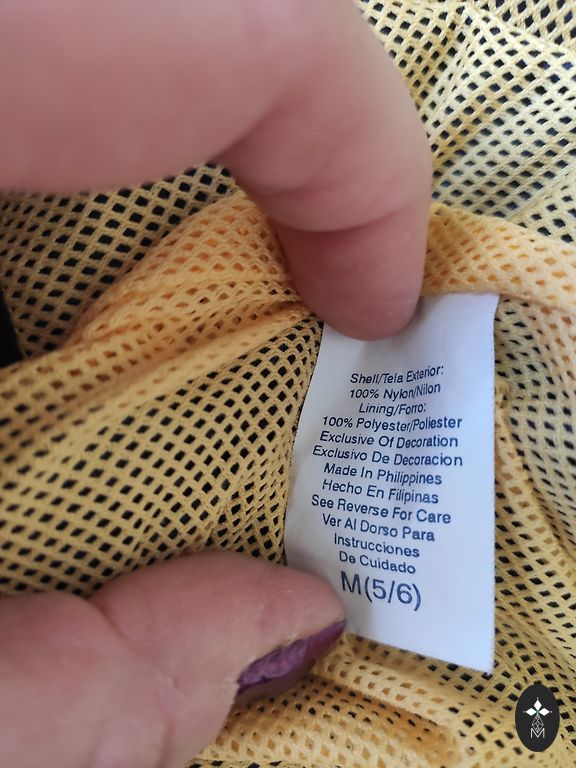 Shell/Tela Exterior:
100% Nylon/Nilon
Lining/Forro:
100% Polyester/Poliester
Exclusive Of Decoration
Exclusivo De Decoracion
Made In Philippines
Hecho En Filipinas
See Reverse For Care
Ver Al Dorso Para
Instrucciones
De Cuidado
M(5/6)
M